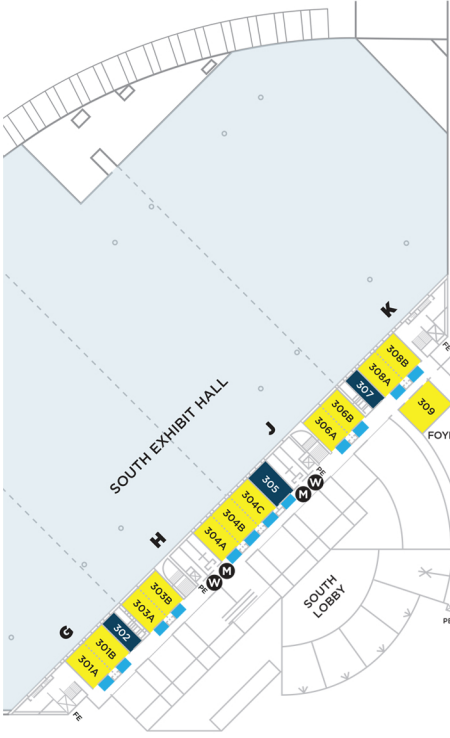 K
308B
308A
FE
307
309
306B
306A
FOY
SOUTH EXHIBIT HALL
J
PE
305
W
M
304C
304B
304A
H
M
W
PE
303B
303A
SOUTH
LOBBY
PE
G
302
301B
301A
FE